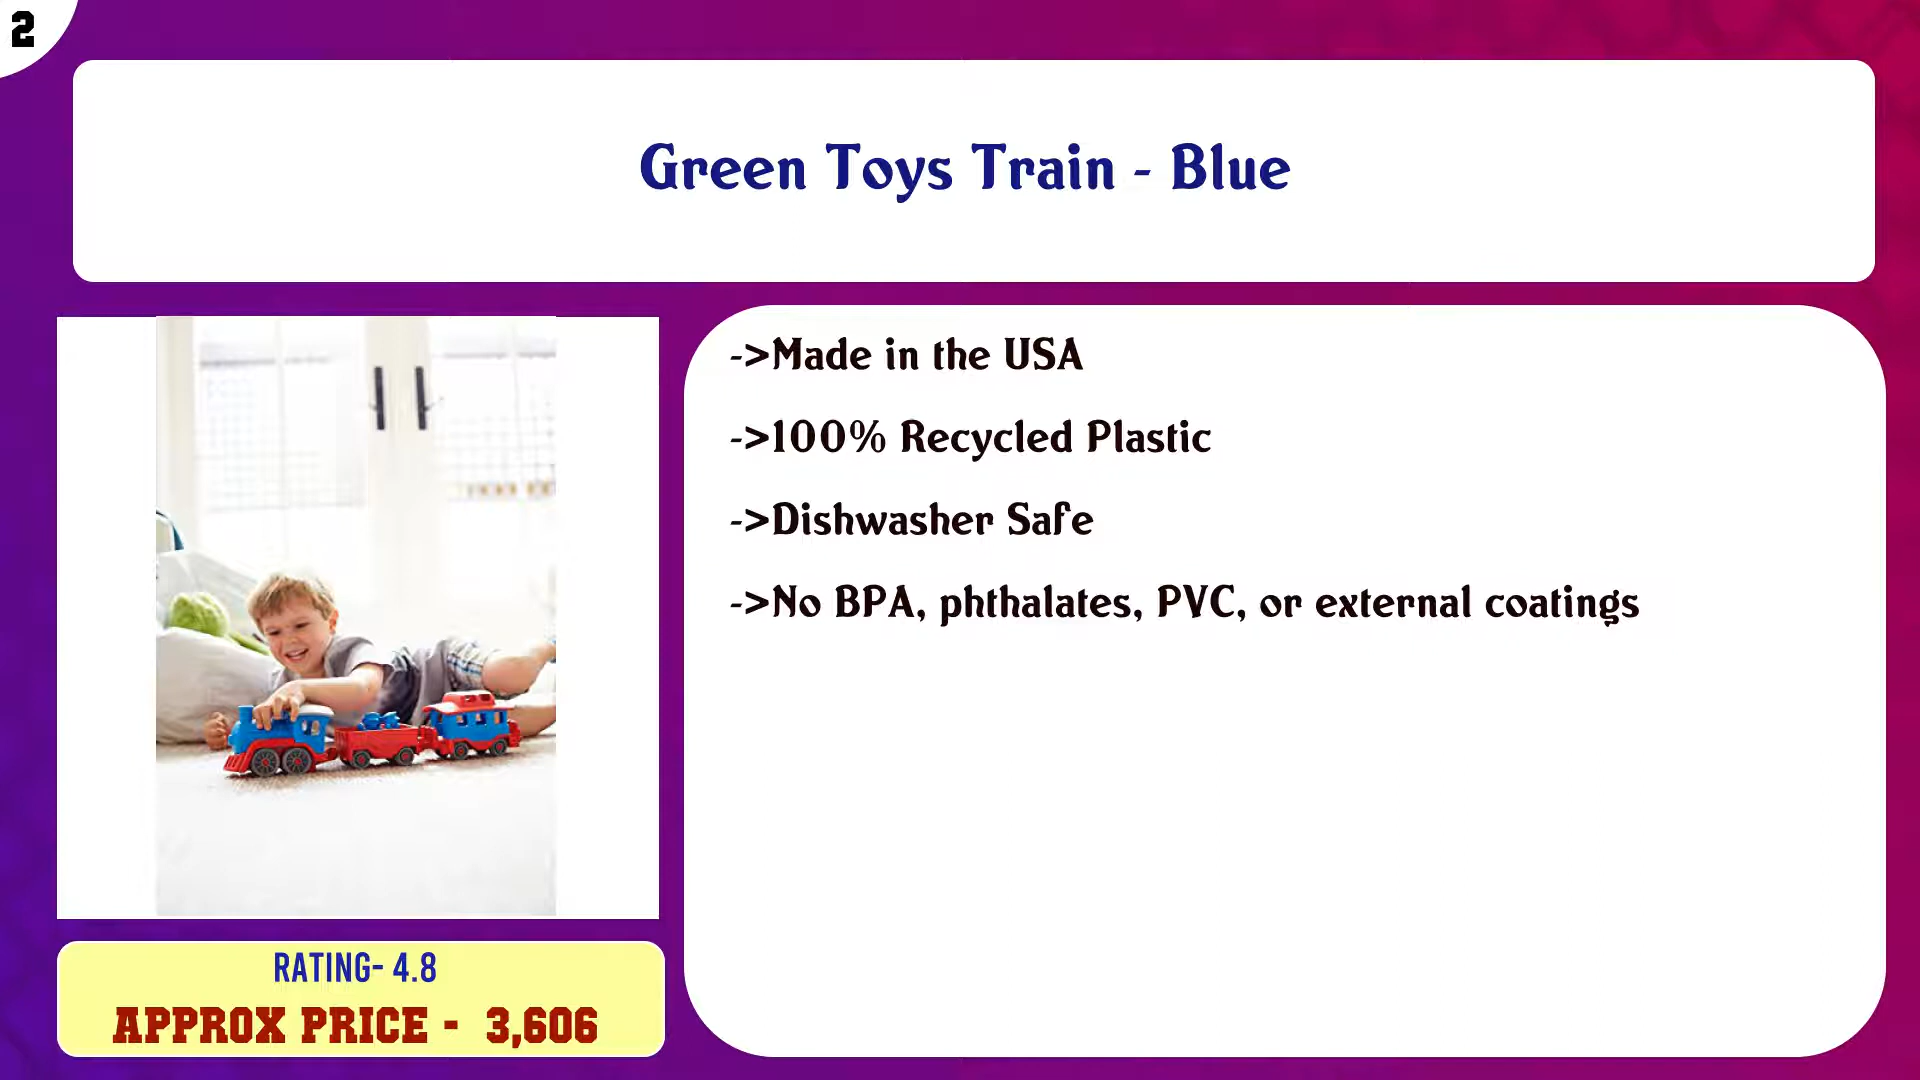 2
Green Toys Train - Blue
->Made in the USA
->100% Recycled Plastic
->Dishwasher Safe
->No BPA, phthalates, PVC, or external coatings
RATING- 4.8
APPROX PRICE - 3,606